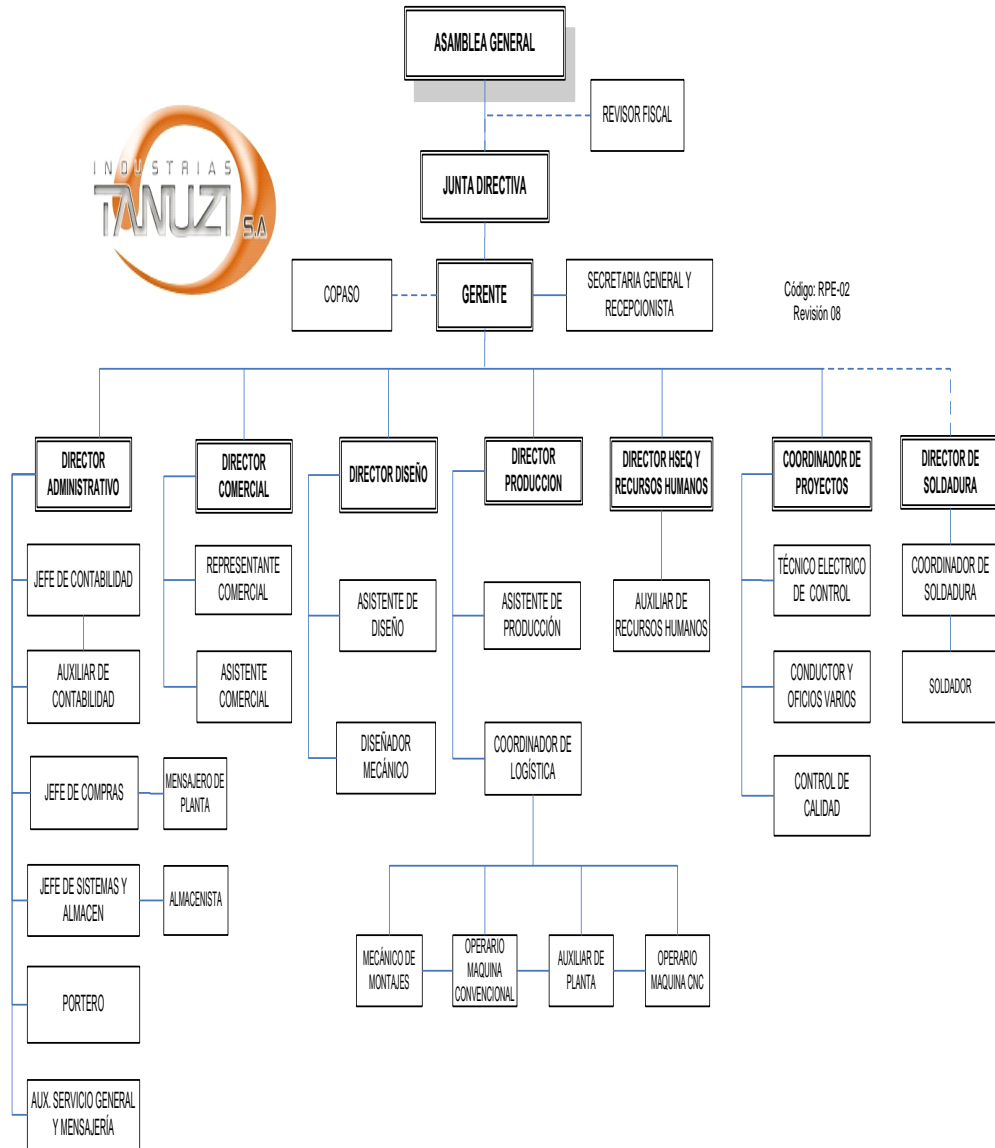 ASAMBLEA GENERAL
REVISOR FISCAL
INDUSTRIAS
TANUZI
S.A
JUNTA DIRECTIVA
COPASO
GERENTE
SECRETARIA GENERAL Y
RECEPCIONISTA
Código: RPE-02
Revisión 08
DIRECTOR
ADMINISTRATIVO
DIRECTOR
COMERCIAL
DIRECTOR DISEÑO
DIRECTOR
PRODUCCION
DIRECTOR HSEQ Y
RECURSOS HUMANOS
COORDINADOR DE
PROYECTOS
DIRECTOR DE
SOLDADURA
JEFE DE CONTABILIDAD
REPRESENTANTE
COMERCIAL
ASISTENTE DE
DISEÑO
ASISTENTE DE
PRODUCCIÓN
AUXILIAR DE
RECURSOS HUMANOS
TÉCNICO ELECTRICO
DE CONTROL
COORDINADOR DE
SOLDADURA
AUXILIAR DE
CONTABILIDAD
ASISTENTE
COMERCIAL
CONDUCTOR Y
OFICIOS VARIOS
SOLDADOR
DISEÑADOR
MECÁNICO
COORDINADOR DE
LOGÍSTICA
CONTROL DE
CALIDAD
JEFE DE COMPRAS
MENSAJERO DE
PLANTA
JEFE DE SISTEMAS Y
ALMACEN
ALMACENISTA
MECÁNICO DE
MONTAJES
OPERARIO
MAQUINA
CONVENCIONAL
AUXILIAR DE
PLANTA
OPERARIO
MAQUINA CNC
PORTERO
AUX. SERVICIO GENERAL
Y MENSAJERÍA